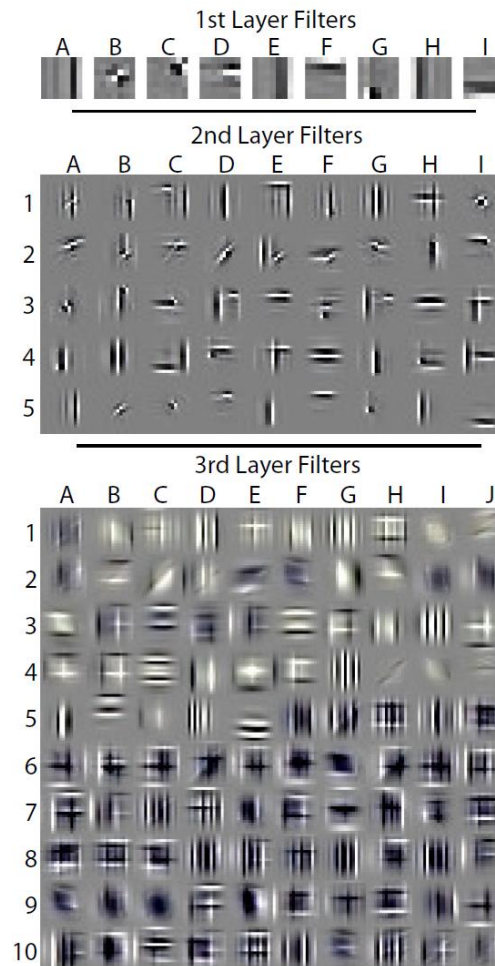 1st Layer Filters
A B C D E F G H I
2nd Layer Filters
A B C D E F G H I
1
2
3
4
5
3rd Layer Filters
A B C D E F G H I J
1
2
3
4
5
6
7
8
9
10